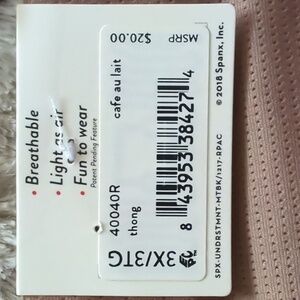 • Breathable
• Light as air
• Fun to wear
Patent Pending Feature
MSRP $20.00
cafe au lait
8 43953 38427 4
40040R
thong
3X/3TG
© 2018 Spanx, Inc.
SPX-UNDRSTMNT-MTBK/1217-RPAC